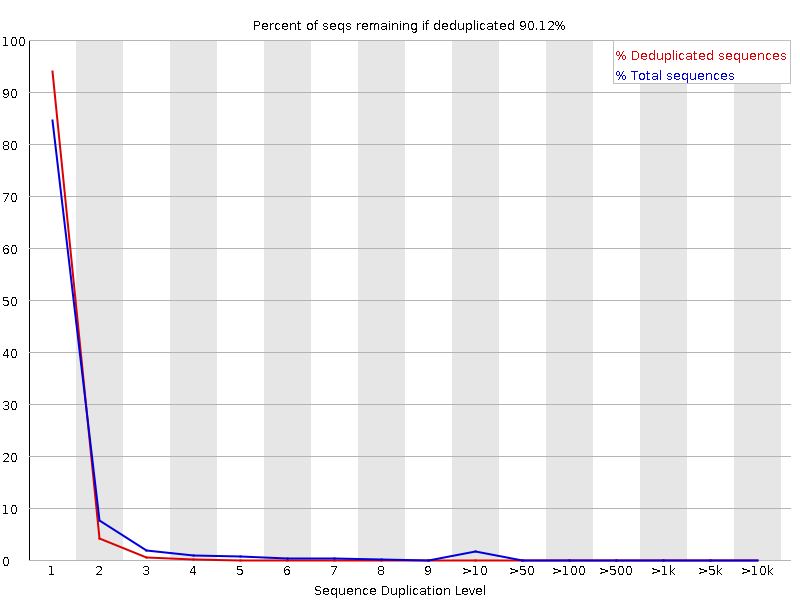 Percent of seqs remaining if deduplicated 90.12%
% Deduplicated sequences
% Total sequences
100
90
80
70
60
50
40
30
20
10
0
1 2 3 4 5 6 7 8 9 >10 >50 >100 >500 >1k >5k >10k
Sequence Duplication Level